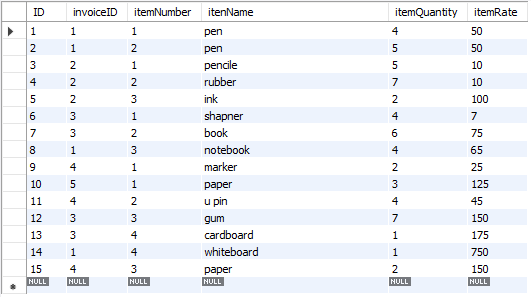 ID invoiceID itemNumber itenName itemQuantity itemRate
1 1 1 pen 4 50
2 1 2 pen 5 50
3 2 1 pencile 5 10
4 2 2 rubber 7 10
5 2 3 ink 2 100
6 3 1 shapner 4 7
7 3 2 book 6 75
8 1 3 notebook 4 65
9 4 1 marker 2 25
10 5 1 paper 3 125
11 4 2 u pin 4 45
12 3 3 gum 7 150
13 3 4 cardboard 1 175
14 1 4 whiteboard 1 750
15 4 3 paper 2 150
NULL NULL NULL NULL NULL NULL